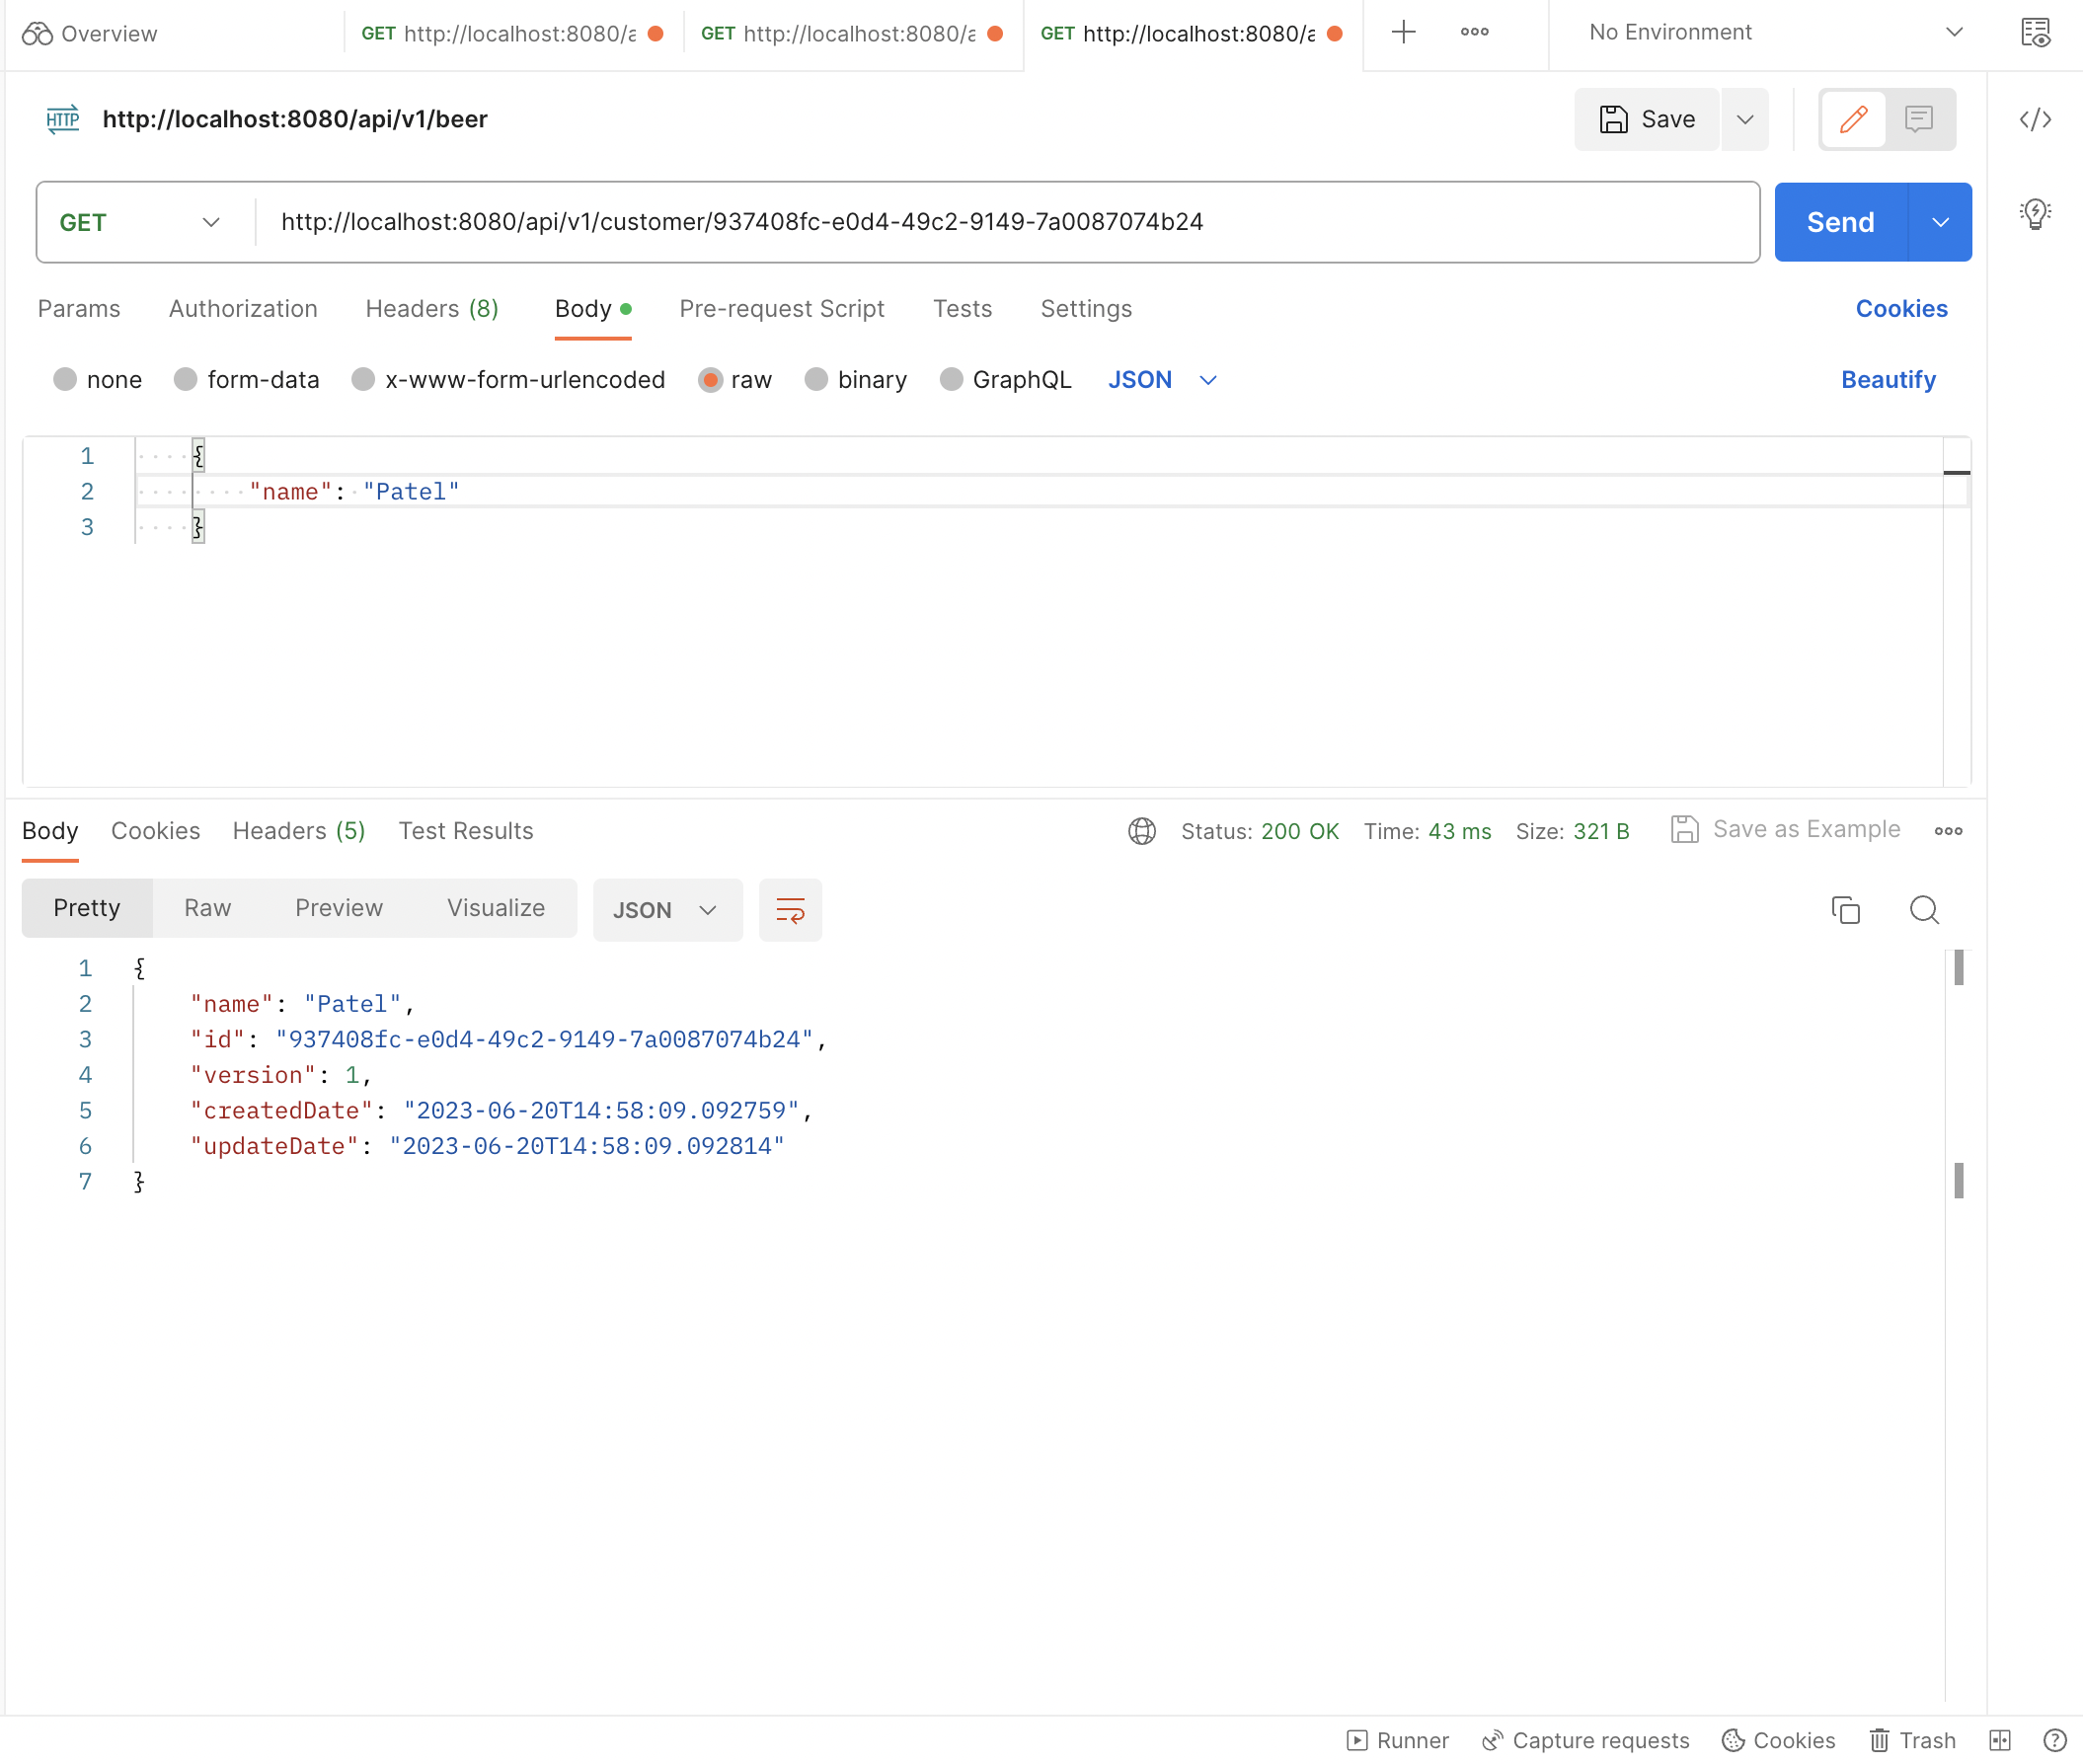 Overview
GET http://localhost:8080/a
GET http://localhost:8080/a
GET http://localhost:8080/a
No Environment
HTTP http://localhost:8080/api/v1/beer
Save
GET http://localhost:8080/api/v1/customer/937408fc-e0d4-49c2-9149-7a0087074b24
Send
Params Authorization Headers (8) Body Pre-request Script Tests Settings Cookies
none form-data x-www-form-urlencoded raw binary GraphQL JSON Beautify
1 {
2 "name": "Patel"
3 }
Body Cookies Headers (5) Test Results Status: 200 OK Time: 43 ms Size: 321 B Save as Example
Pretty Raw Preview Visualize JSON
1 {
2 "name": "Patel",
3 "id": "937408fc-e0d4-49c2-9149-7a0087074b24",
4 "version": 1,
5 "createdDate": "2023-06-20T14:58:09.092759",
6 "updateDate": "2023-06-20T14:58:09.092814"
7 }
Runner Capture requests Cookies Trash